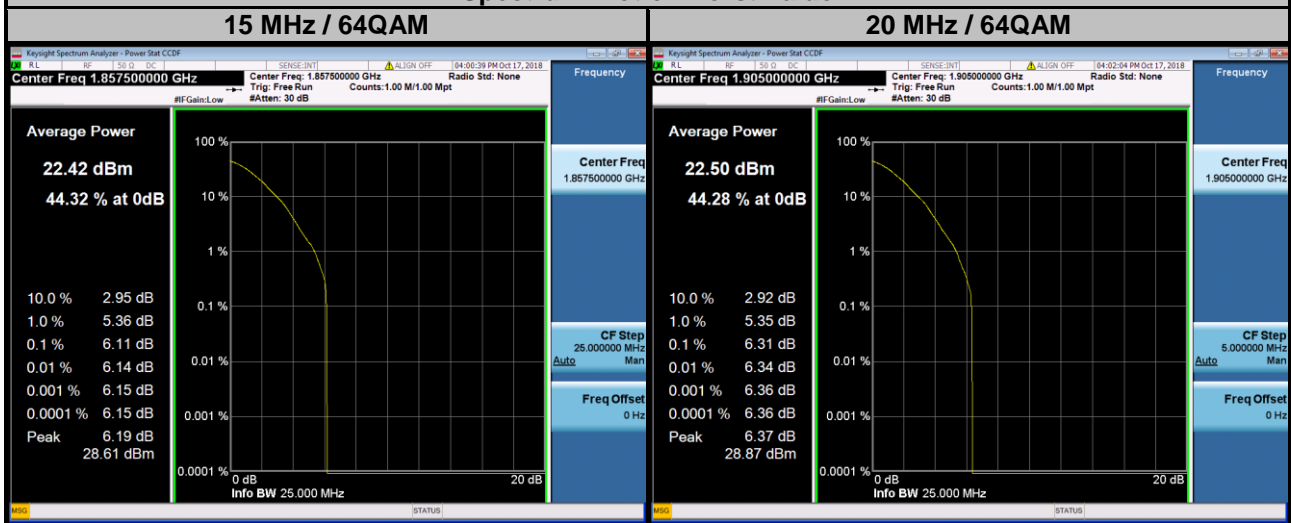 15 MHz / 64QAM
20 MHz / 64QAM
Keysight Spectrum Analyzer - Power Stat CCDF
RL RF 50 Ω DC SENSE:INT ALIGN OFF 04:00:39 PM Oct 17, 2018
Center Freq 1.857500000 GHz
Center Freq: 1.857500000 GHz Radio Std: None
Trig: Free Run Counts:1.00 M/1.00 Mpt
#IFGain:Low #Atten: 30 dB
Frequency
Average Power
22.42 dBm
44.32 % at 0dB
10.0 % 2.95 dB
1.0 % 5.36 dB
0.1 % 6.11 dB
0.01 % 6.14 dB
0.001 % 6.15 dB
0.0001 % 6.15 dB
Peak 6.19 dB
28.61 dBm
100 %
10 %
1 %
0.1 %
0.01 %
0.001 %
0.0001 %
0 dB 20 dB
Info BW 25.000 MHz
Center Freq
1.857500000 GHz
CF Step
25.000000 MHz
Auto Man
Freq Offset
0 Hz
MSG STATUS
Keysight Spectrum Analyzer - Power Stat CCDF
RL RF 50 Ω DC SENSE:INT ALIGN OFF 04:02:04 PM Oct 17, 2018
Center Freq 1.905000000 GHz
Center Freq: 1.905000000 GHz Radio Std: None
Trig: Free Run Counts:1.00 M/1.00 Mpt
#IFGain:Low #Atten: 30 dB
Frequency
Average Power
22.50 dBm
44.28 % at 0dB
10.0 % 2.92 dB
1.0 % 5.35 dB
0.1 % 6.31 dB
0.01 % 6.34 dB
0.001 % 6.36 dB
0.0001 % 6.36 dB
Peak 6.37 dB
28.87 dBm
100 %
10 %
1 %
0.1 %
0.01 %
0.001 %
0.0001 %
0 dB 20 dB
Info BW 25.000 MHz
Center Freq
1.905000000 GHz
CF Step
5.000000 MHz
Auto Man
Freq Offset
0 Hz
MSG STATUS